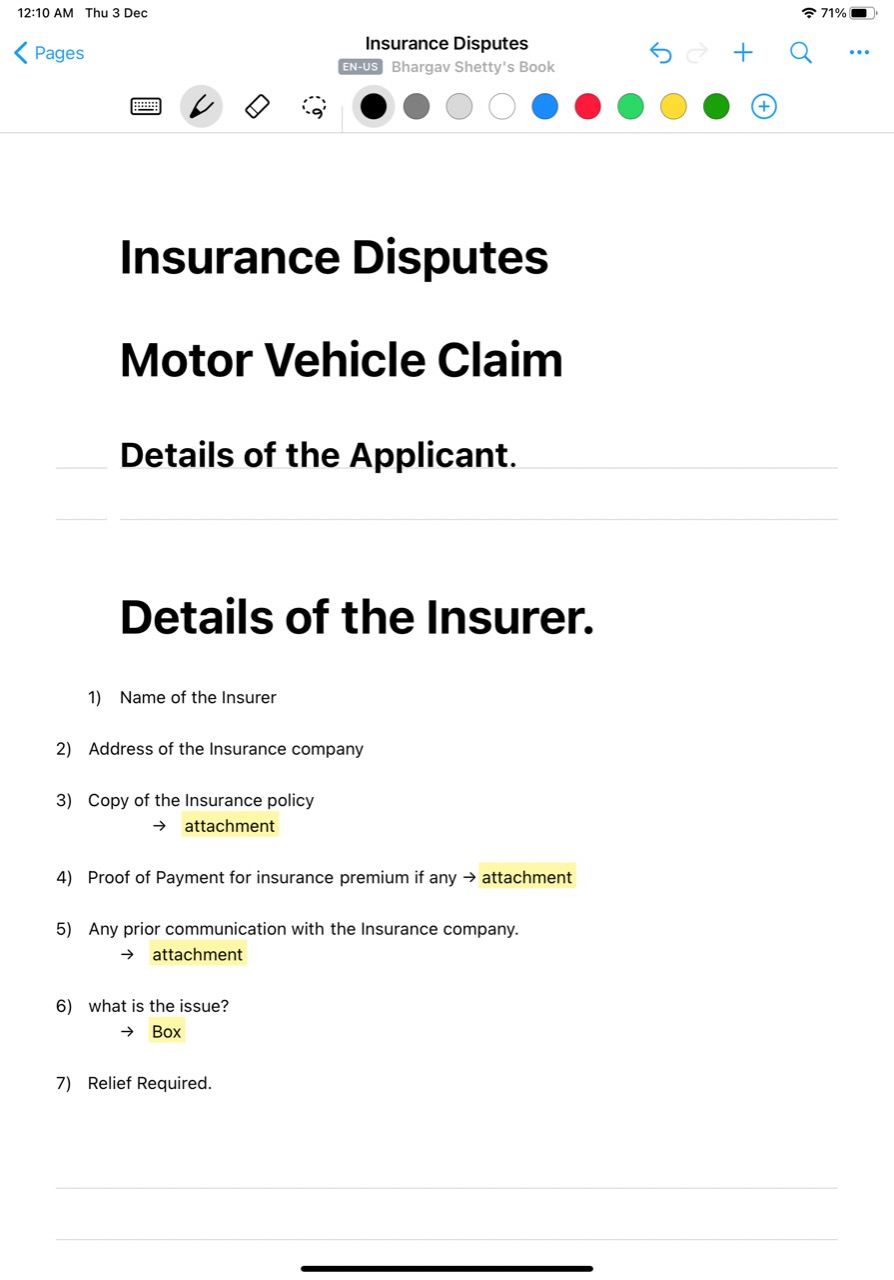 12:10 AM Thu 3 Dec 71%
Pages
Insurance Disputes
EN-US Bhargav Shetty's Book
Insurance Disputes
Motor Vehicle Claim
Details of the Applicant.
Details of the Insurer.
1) Name of the Insurer
2) Address of the Insurance company
3) Copy of the Insurance policy
→ attachment
4) Proof of Payment for insurance premium if any → attachment
5) Any prior communication with the Insurance company.
→ attachment
6) what is the issue?
→ Box
7) Relief Required.